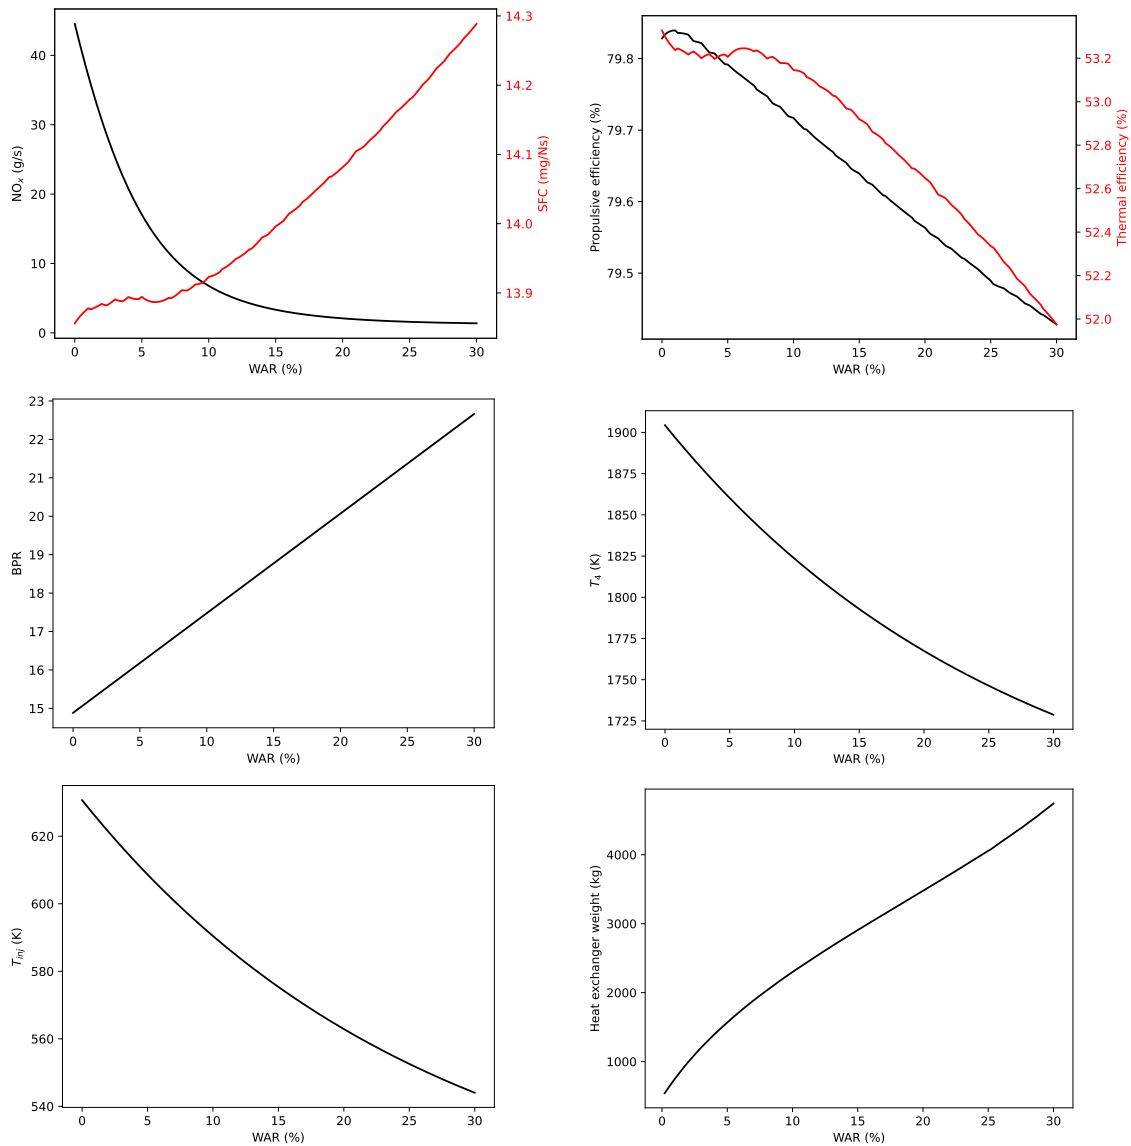 40
30
20
10
0
NOₓ (g/s)
0 5 10 15 20 25 30
WAR (%)
14.3
14.2
14.1
14.0
13.9
SFC (mg/Ns)
79.8
79.7
79.6
79.5
Propulsive efficiency (%)
0 5 10 15 20 25 30
WAR (%)
53.2
53.0
52.8
52.6
52.4
52.2
52.0
Thermal efficiency (%)
23
22
21
20
19
18
17
16
15
BPR
0 5 10 15 20 25 30
WAR (%)
1900
1875
1850
1825
1800
1775
1750
1725
T₄ (K)
0 5 10 15 20 25 30
WAR (%)
620
600
580
560
540
Tᵢₙⱼ (K)
0 5 10 15 20 25 30
WAR (%)
4000
3000
2000
1000
Heat exchanger weight (kg)
0 5 10 15 20 25 30
WAR (%)